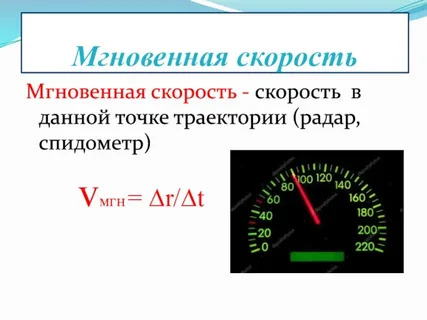 Мгновенная скорость
Мгновенная скорость - скорость в
данной точке траектории (радар,
спидометр)
vмгн= Δr/Δt
0
20
40
60
80
100
120
140
160
180
200
220